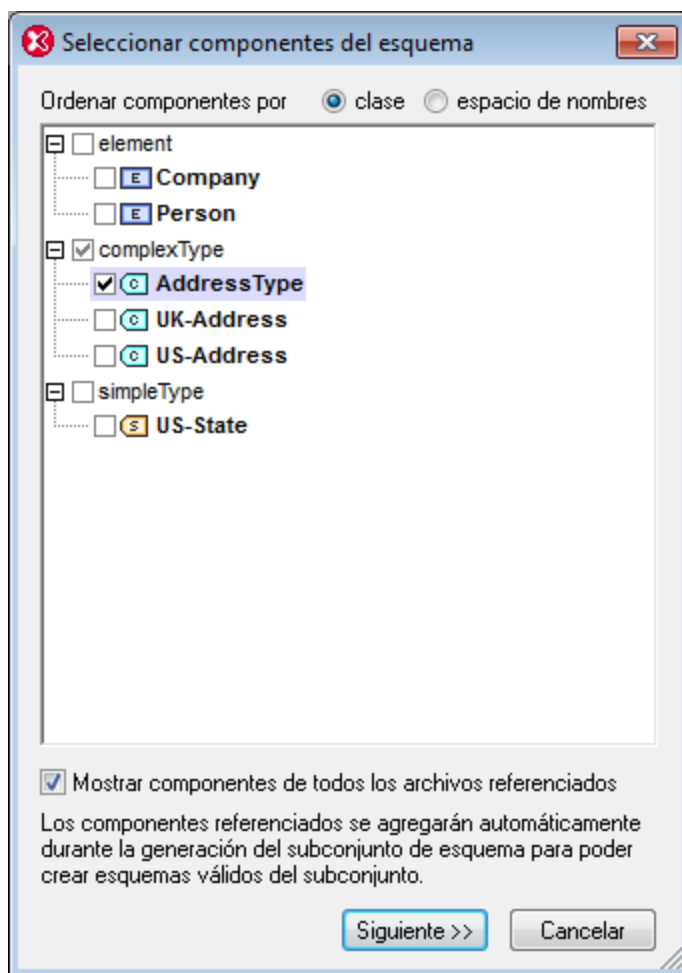 Seleccionar componentes del esquema
Ordenar componentes por clase espacio de nombres
element
E Company
E Person
complexType
C AddressType
C UK-Address
C US-Address
simpleType
S US-State
Mostrar componentes de todos los archivos referenciados
Los componentes referenciados se agregarán automáticamente
durante la generación del subconjunto de esquema para poder
crear esquemas válidos del subconjunto.
Siguiente >> Cancelar